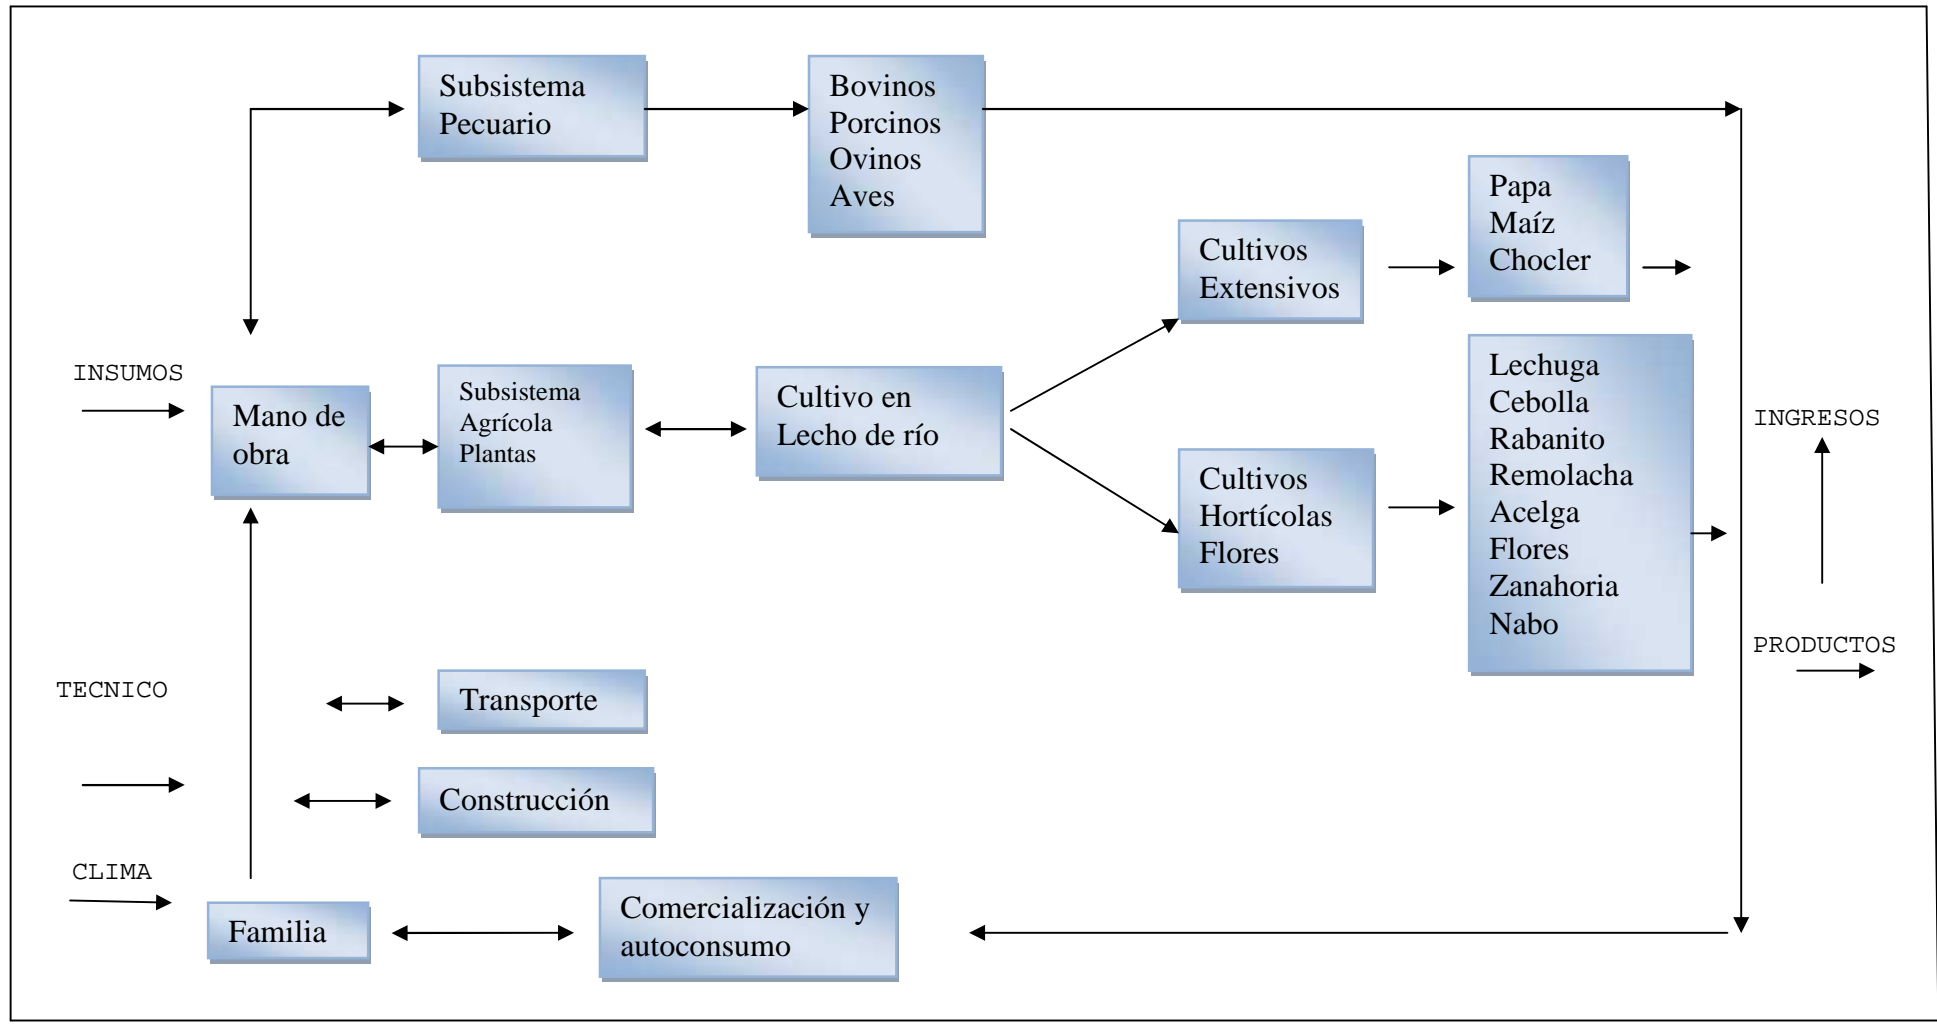 Subsistema
Pecuario
Bovinos
Porcinos
Ovinos
Aves
Papa
Maíz
Chocler
Cultivos
Extensivos
INSUMOS
Mano de
obra
Subsistema
Agrícola
Plantas
Cultivo en
Lecho de río
Lechuga
Cebolla
Rabanito
Remolacha
Acelga
Flores
Zanahoria
Nabo
INGRESOS
Cultivos
Hortícolas
Flores
PRODUCTOS
TECNICO
Transporte
Construcción
CLIMA
Familia
Comercialización y
autoconsumo